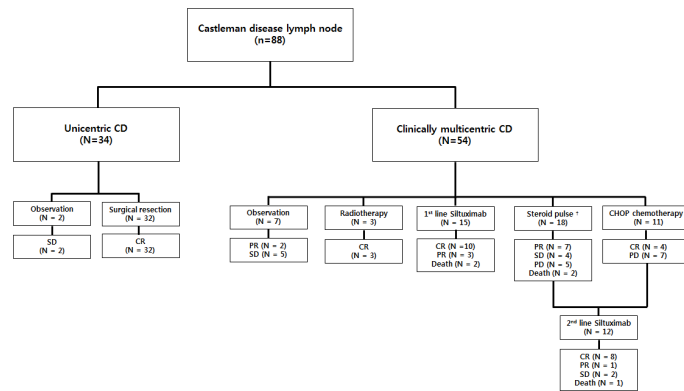 Castleman disease lymph node
(n=88)
Unicentric CD
(N=34)
Clinically multicentric CD
(N=54)
Observation
(N = 2)
Surgical resection
(N = 32)
Observation
(N = 7)
Radiotherapy
(N = 3)
1st line Siltuximab
(N = 15)
Steroid pulse †
(N = 18)
CHOP chemotherapy
(N = 11)
SD
(N = 2)
CR
(N = 32)
PR (N = 2)
SD (N = 5)
CR
(N = 3)
CR (N =10)
PR (N = 3)
Death (N = 2)
PR (N = 7)
SD (N = 4)
PD (N = 5)
Death (N = 2)
CR (N = 4)
PD (N = 7)
2nd line Siltuximab
(N = 12)
CR (N = 8)
PR (N = 1)
SD (N = 2)
Death (N = 1)